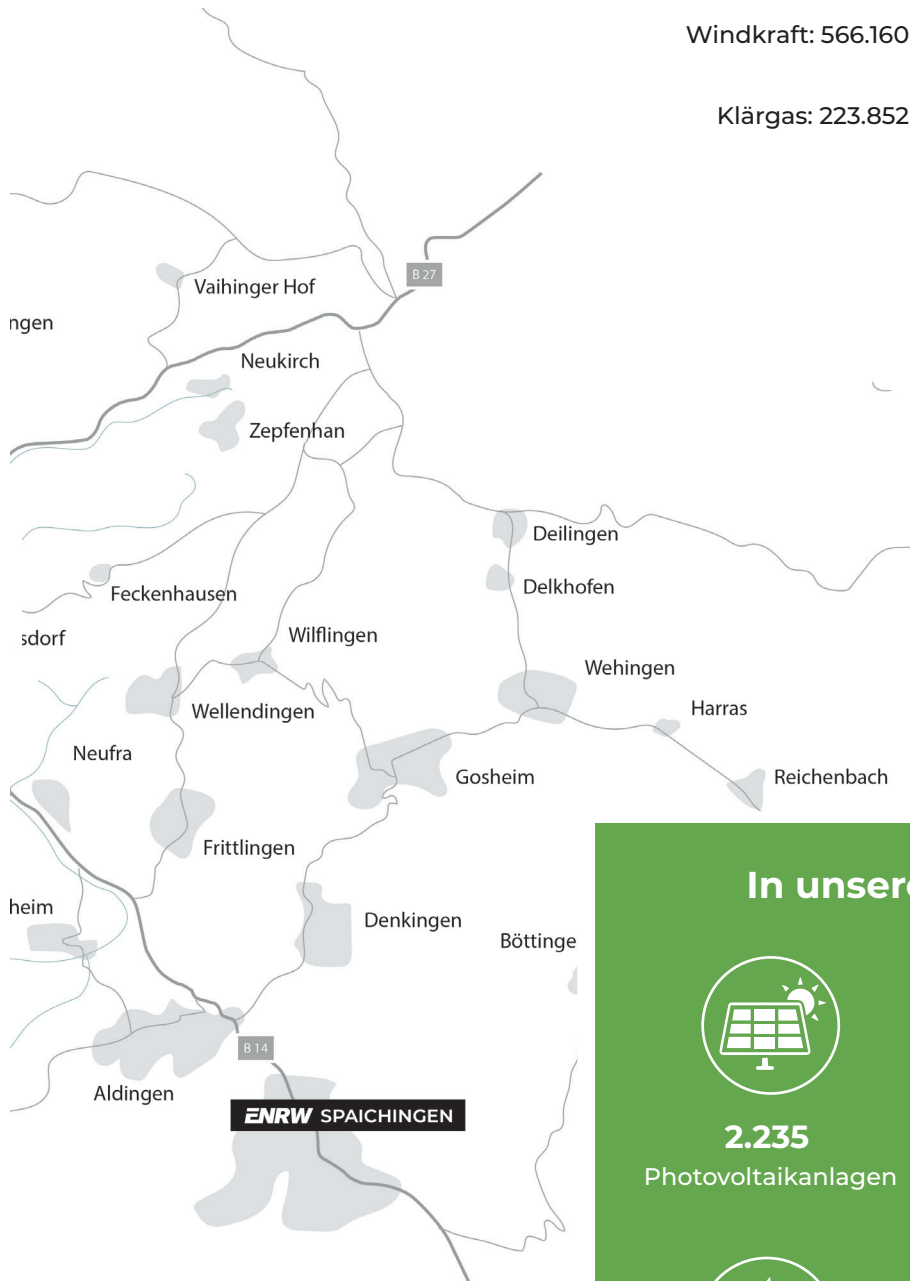 Windkraft: 566.160
Klärgas: 223.852
B 27
Vaihinger Hof
ngen
Neukirch
Zepfenhan
Deilingen
Delkhofen
Feckenhausen
sdorf
Wilflingen
Wehingen
Wellendingen
Harras
Neufra
Gosheim
Reichenbach
Frittlingen
In unsere
heim
Denkingen
Böttinge
B 14
Aldingen
ENRW SPAICHINGEN
2.235
Photovoltaikanlagen